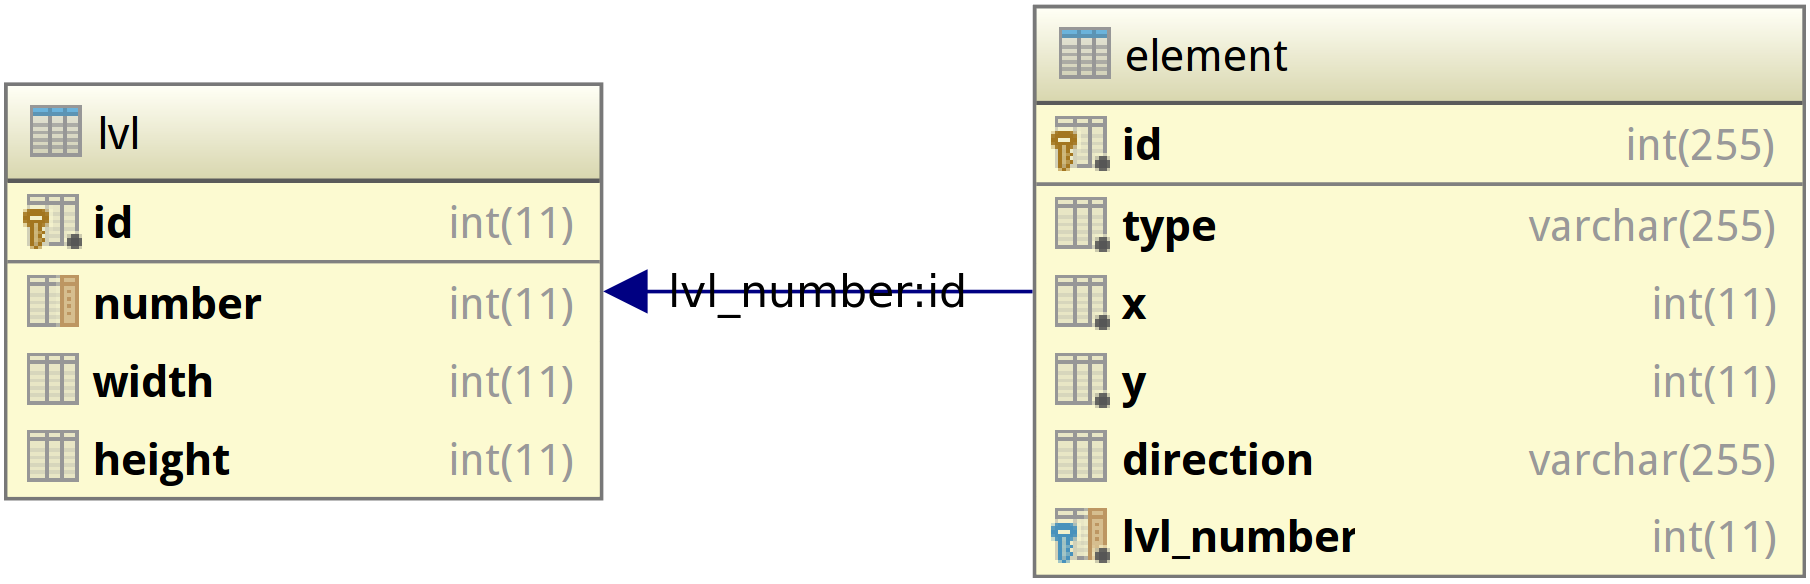 lvl
id int(11)
number int(11)
width int(11)
height int(11)
lvl_number:id
element
id int(255)
type varchar(255)
x int(11)
y int(11)
direction varchar(255)
lvl_number int(11)